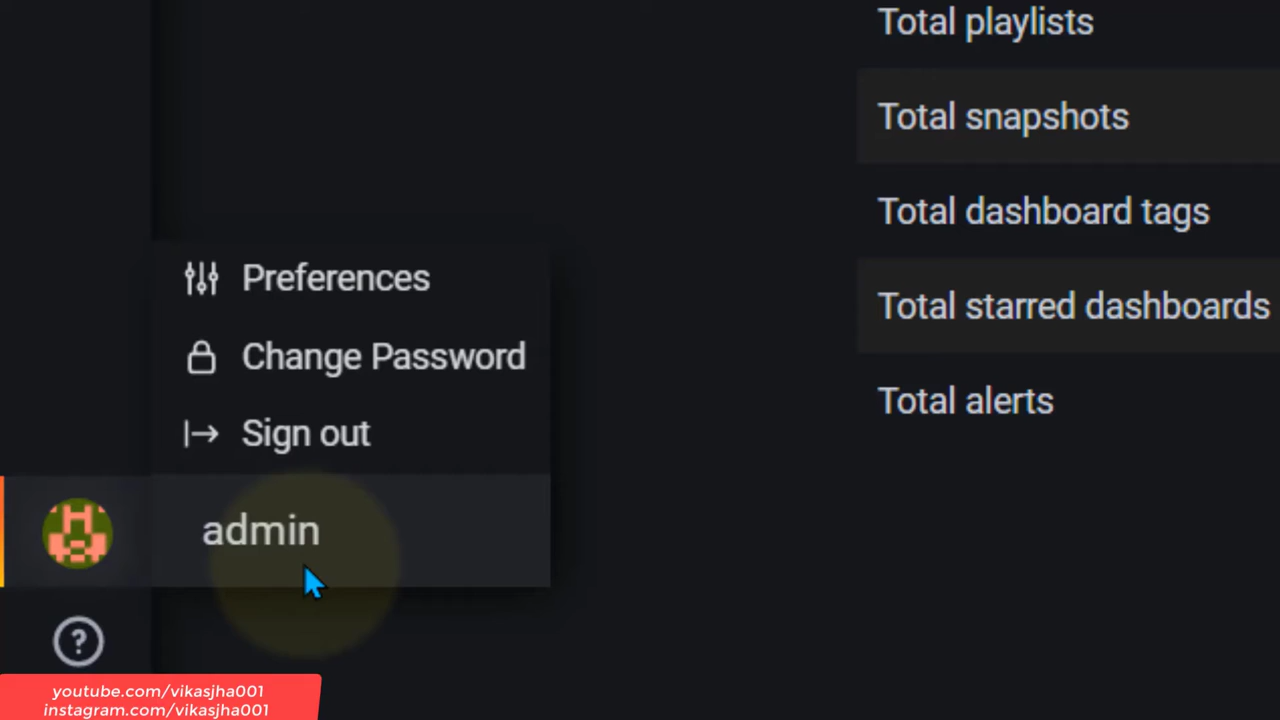 Total playlists
Total snapshots
Total dashboard tags
Total starred dashboards
Total alerts
Preferences
Change Password
Sign out
admin
?
youtube.com/vikasjha001
instagram.com/vikasjha001